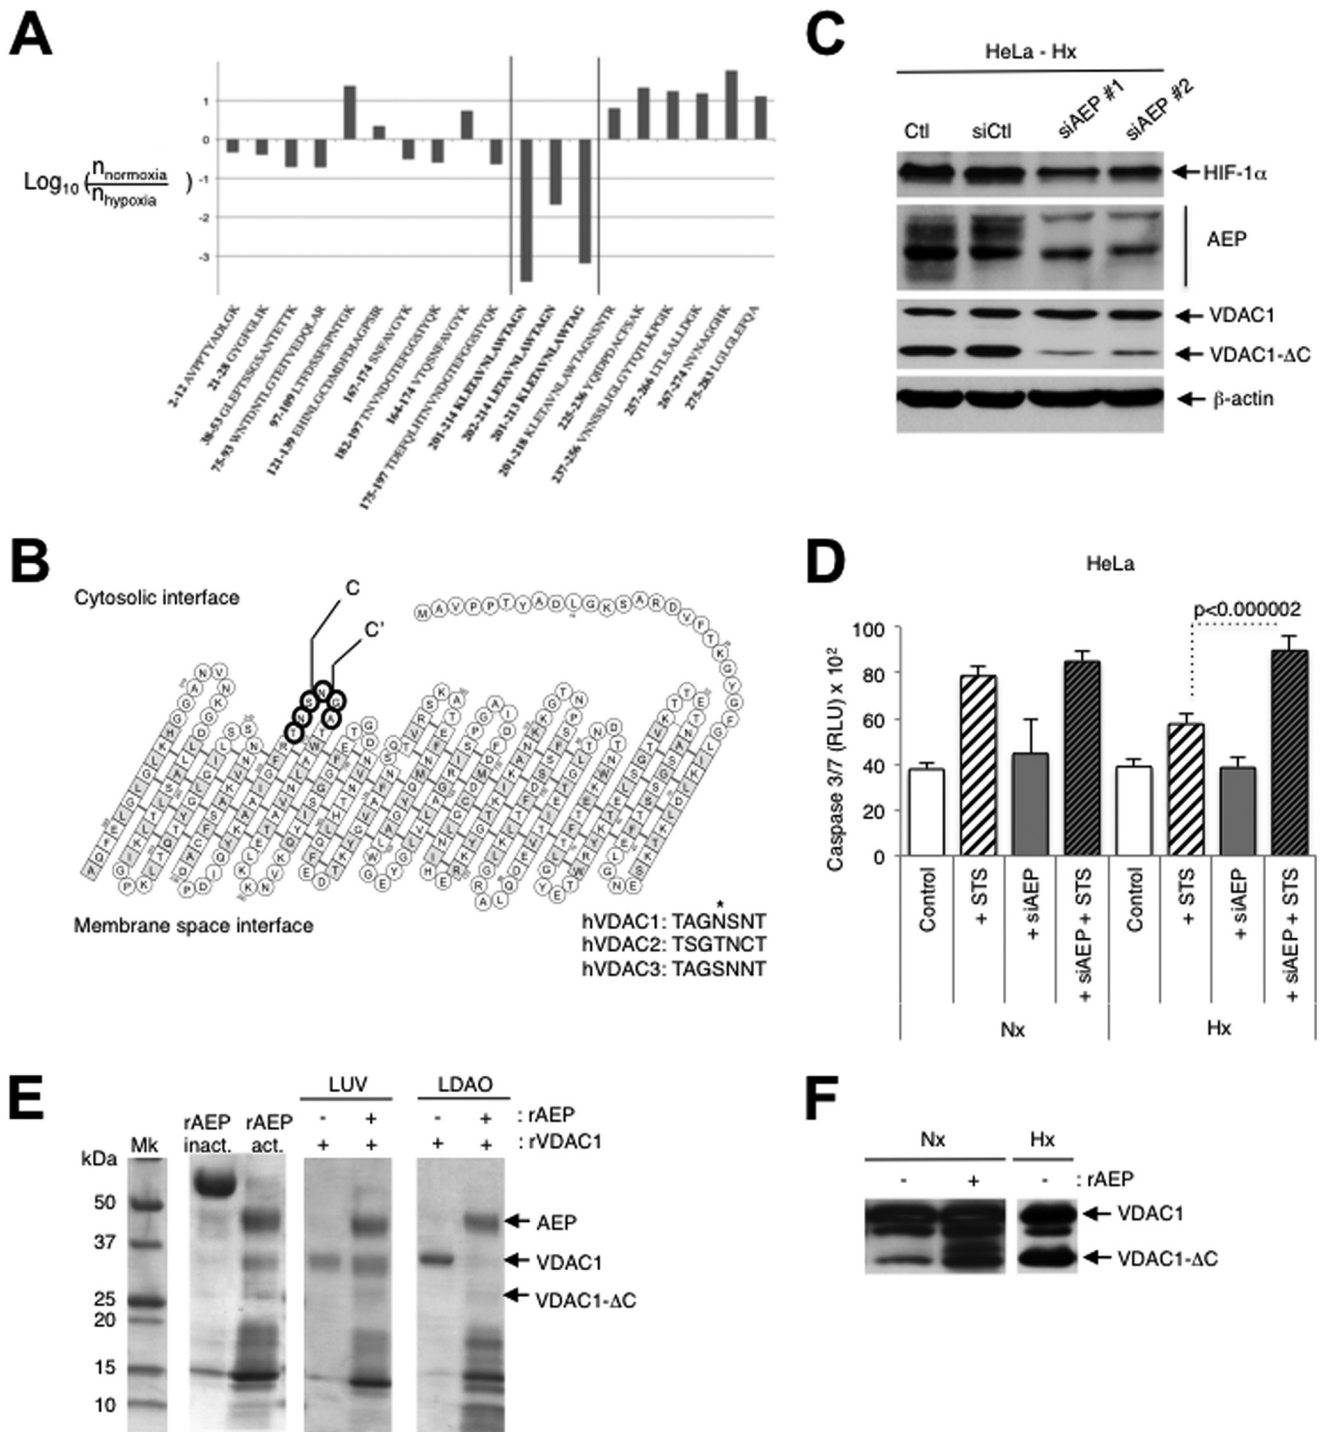 A
Log10 (nnormoxia / nhypoxia)
1
0
-1
-2
-3
2-12 AVPPTYADLGK
21-28 GYGFGLIK
38-53 GLEFTSSGSANTETTK
75-93 WNTDNTLGTEITVEDQLAR
97-109 LTFDSSFSPNTGK
121-139 EHINLGCDMDFDIAGPSIR
167-174 SNFAVGYK
182-197 TNVNDGTEFGGSIYQK
164-174 VTQSNFAVGYK
175-197 TDEFQLHTNVNDGTEFGGSIYQK
201-214 KLETAVNLAWTAGN
202-214 LETAVNLAWTAGN
201-213 KLETAVNLAWTAG
201-218 KLETAVNLAWTAGNSNTR
225-236 YQIDPDACFSAK
237-256 VNNSSLIGLGYTQTLKPGIK
257-266 LTLSALLDGK
267-274 NVNAGGHK
275-283 LGLGLEFQA
B
Cytosolic interface
C
C'
Membrane space interface
*
hVDAC1: TAGNSNT
hVDAC2: TSGTNCT
hVDAC3: TAGSNNT
C
HeLa - Hx
Ctl siCtl siAEP #1 siAEP #2
HIF-1α
AEP
VDAC1
VDAC1-ΔC
β-actin
D
HeLa
p<0.000002
Caspase 3/7 (RLU) x 10²
100
80
60
40
20
0
Control
+ STS
+ siAEP
+ siAEP + STS
Control
+ STS
+ siAEP
+ siAEP + STS
Nx
Hx
E
LUV LDAO
rAEP inact. rAEP act. - + - + : rAEP
Mk + + + + : rVDAC1
kDa
50
37
25
20
15
10
AEP
VDAC1
VDAC1-ΔC
F
Nx Hx
- + - : rAEP
VDAC1
VDAC1-ΔC